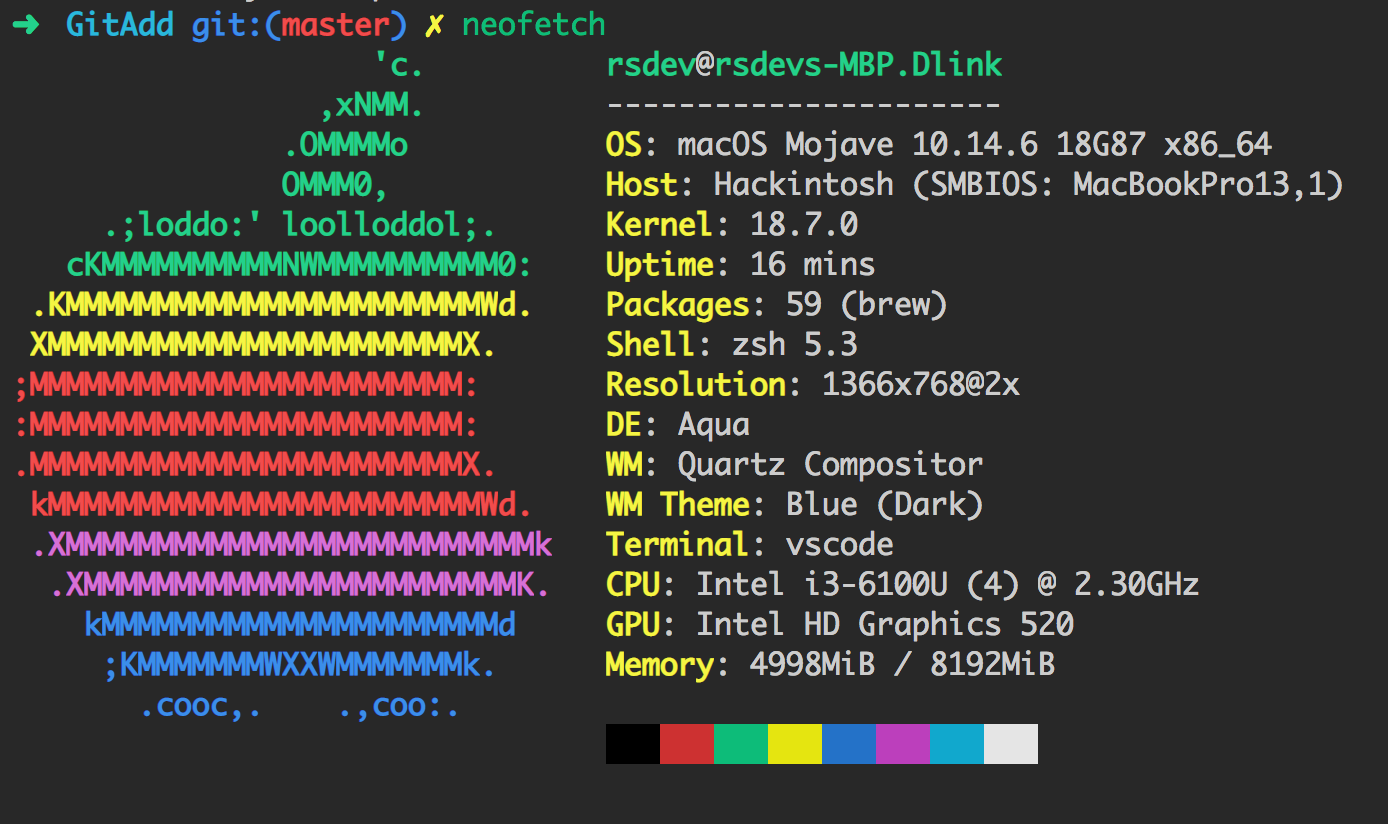 ➜  GitAdd git:(master) ✗ neofetch
                    'c.          rsdev@rsdevs-MBP.Dlink
                 ,xNMM.          ----------------------
               .OMMMMo           OS: macOS Mojave 10.14.6 18G87 x86_64
               OMMM0,            Host: Hackintosh (SMBIOS: MacBookPro13,1)
     .;loddo:' loolloddol;.      Kernel: 18.7.0
   cKMMMMMMMMMMNWMMMMMMMMMM0:    Uptime: 16 mins
 .KMMMMMMMMMMMMMMMMMMMMMMMWd.    Packages: 59 (brew)
 XMMMMMMMMMMMMMMMMMMMMMMMX.      Shell: zsh 5.3
;MMMMMMMMMMMMMMMMMMMMMMMM:       Resolution: 1366x768@2x
:MMMMMMMMMMMMMMMMMMMMMMMM:       DE: Aqua
.MMMMMMMMMMMMMMMMMMMMMMMMX.      WM: Quartz Compositor
 kMMMMMMMMMMMMMMMMMMMMMMMMWd.    WM Theme: Blue (Dark)
 .XMMMMMMMMMMMMMMMMMMMMMMMMMMk   Terminal: vscode
  .XMMMMMMMMMMMMMMMMMMMMMMMMK.   CPU: Intel i3-6100U (4) @ 2.30GHz
    kMMMMMMMMMMMMMMMMMMMMMMd     GPU: Intel HD Graphics 520
     ;KMMMMMMMWXXWMMMMMMMk.      Memory: 4998MiB / 8192MiB
       .cooc,.    .,coo:.